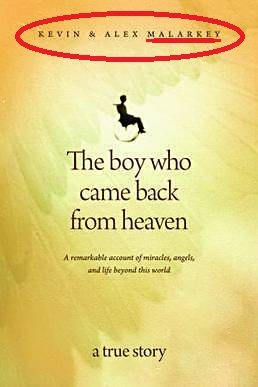 KEVIN & ALEX MALARKEY
The boy who
came back
from heaven
A remarkable account of miracles, angels,
and life beyond this world
a true story